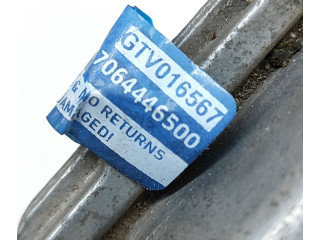 GTV016567
7064446500
& NO RETURNS
DAMAGED!